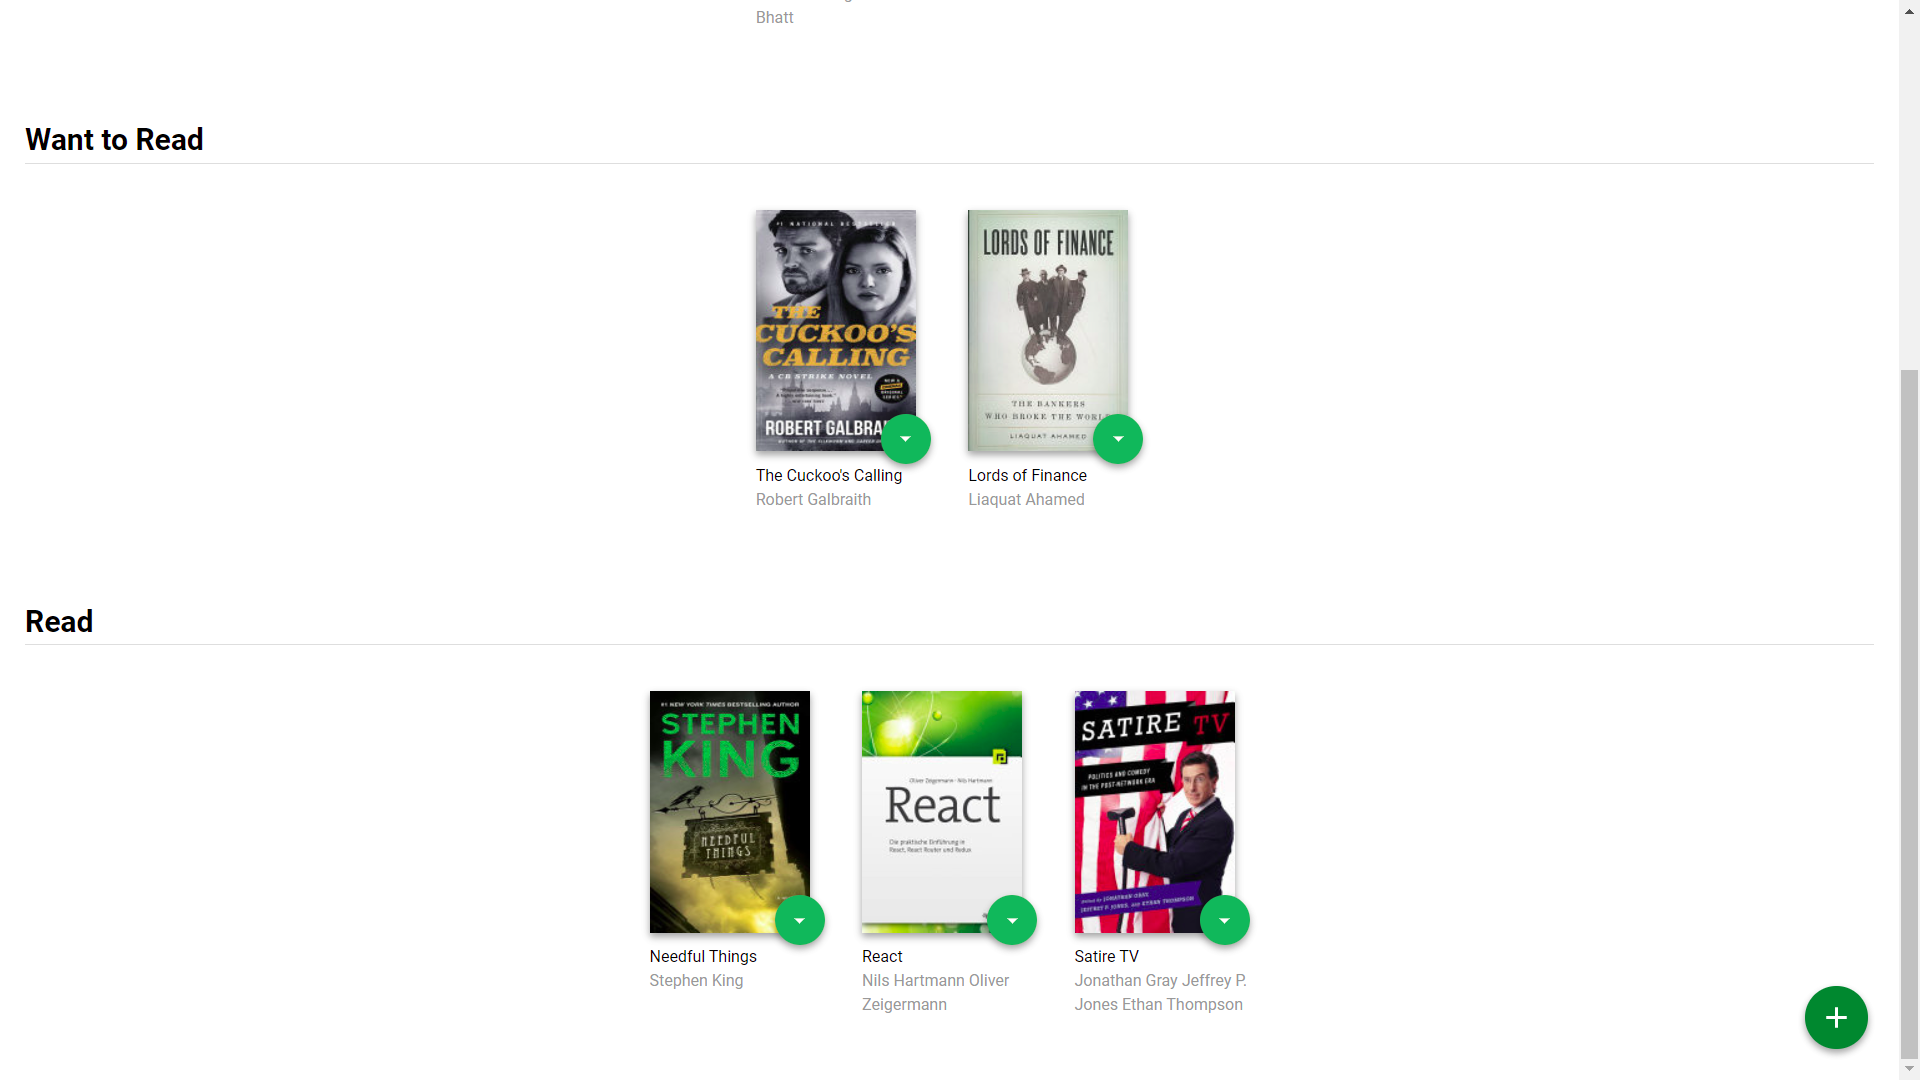 Bhatt
Want to Read
#1 NATIONAL BESTSELLER
THE
CUCKOO'S
CALLING
A CB STRIKE NOVEL
ROBERT GALBRAI
LORDS OF FINANCE
THE BANKERS
WHO BROKE THE WORL
LIAQUAT AHAMED
The Cuckoo's Calling
Robert Galbraith
Lords of Finance
Liaquat Ahamed
Read
#1 NEW YORK TIMES BESTSELLING AUTHOR
STEPHEN
KING
NEEDFUL
THINGS
Oliver Zeigermann · Nils Hartmann
React
Die praktische Einführung in
React, React Router und Redux
SATIRE TV
POLITICS AND COMEDY
IN THE POST-NETWORK ERA
EDITED BY JONATHAN GRAY,
JEFFREY P. JONES, AND ETHAN THOMPSON
Needful Things
Stephen King
React
Nils Hartmann Oliver
Zeigermann
Satire TV
Jonathan Gray Jeffrey P.
Jones Ethan Thompson